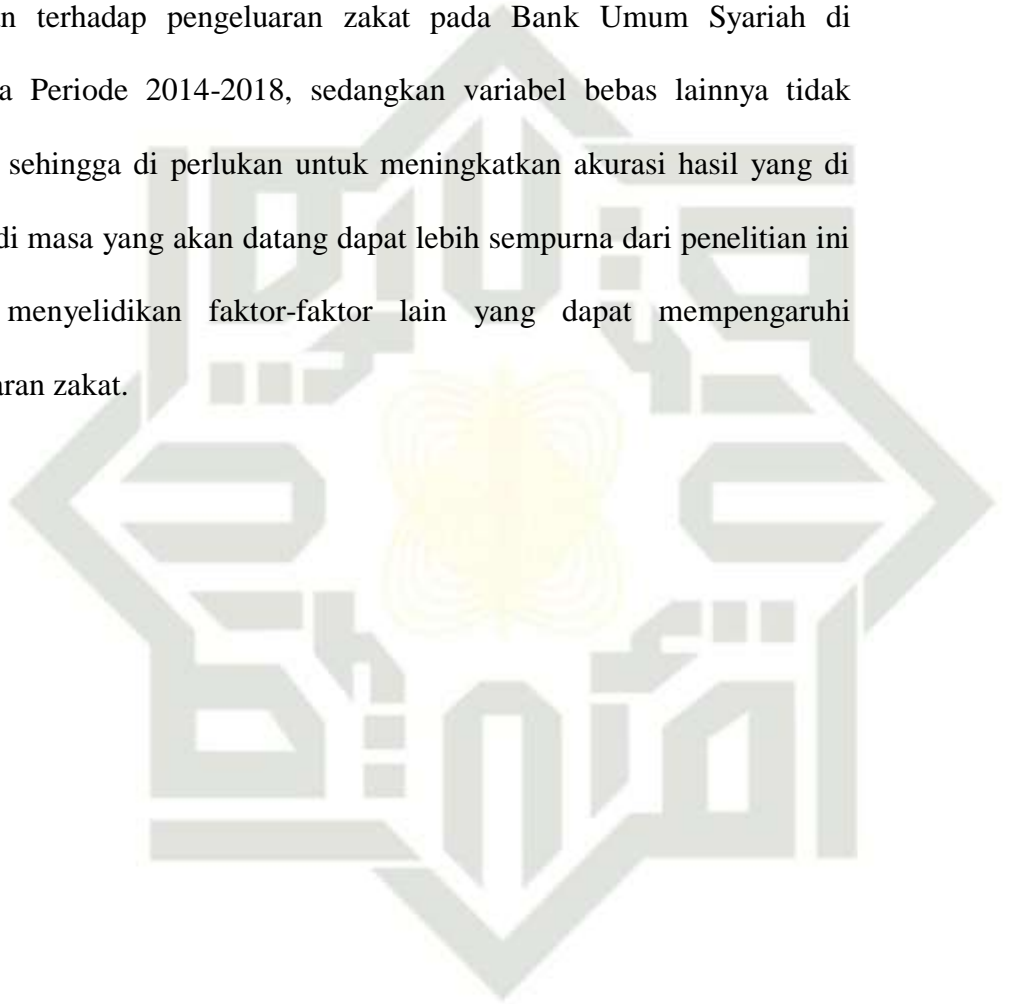 n terhadap pengeluaran zakat pada Bank Umum Syariah di
a Periode 2014-2018, sedangkan variabel bebas lainnya tidak
sehingga di perlukan untuk meningkatkan akurasi hasil yang di
di masa yang akan datang dapat lebih sempurna dari penelitian ini
menyelidikan faktor-faktor lain yang dapat mempengaruhi
aran zakat.